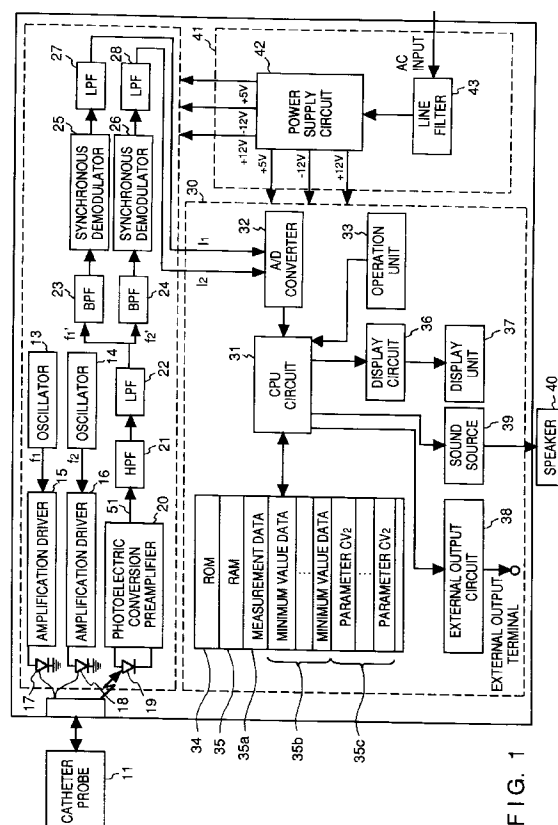 CATHETER PROBE
11
17
18
19
AMPLIFICATION DRIVER
15
AMPLIFICATION DRIVER
16
PHOTOELECTRIC CONVERSION PREAMPLIFIER
20
51
f1
f2
OSCILLATOR
13
OSCILLATOR
14
HPF
21
LPF
22
f1'
f2'
BPF
23
BPF
24
SYNCHRONOUS DEMODULATOR
25
SYNCHRONOUS DEMODULATOR
26
LPF
27
LPF
28
I1
I2
30
ROM
RAM
MEASUREMENT DATA
MINIMUM VALUE DATA
MINIMUM VALUE DATA
PARAMETER CV2
PARAMETER CV2
34
35
35a
35b
35c
CPU CIRCUIT
31
A/D CONVERTER
32
OPERATION UNIT
33
DISPLAY CIRCUIT
36
DISPLAY UNIT
37
SOUND SOURCE
39
SPEAKER
40
EXTERNAL OUTPUT CIRCUIT
38
EXTERNAL OUTPUT TERMINAL
41
POWER SUPPLY CIRCUIT
42
+12V
-12V
+5V
+5V
-12V
+12V
LINE FILTER
43
AC INPUT
FIG. 1